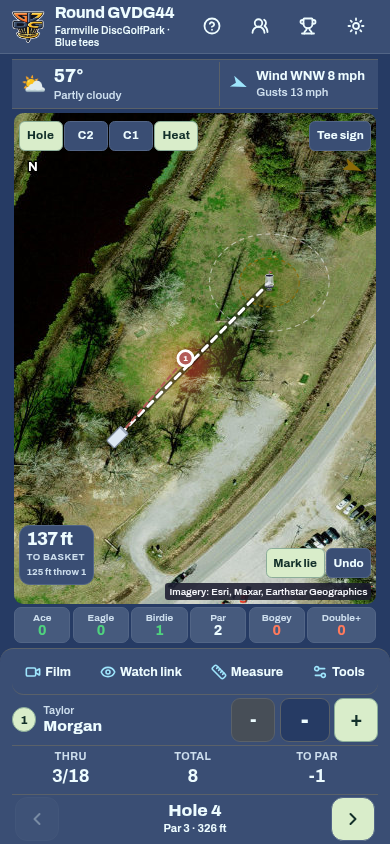 Round GVDG44
Farmville DiscGolfPark ·
Blue tees
57°
Partly cloudy
Wind WNW 8 mph
Gusts 13 mph
Hole
C2
C1
Heat
Tee sign
N
1
137 ft
TO BASKET
125 ft throw 1
Mark lie
Undo
Imagery: Esri, Maxar, Earthstar Geographics
Ace
0
Eagle
0
Birdie
1
Par
2
Bogey
0
Double+
0
Film
Watch link
Measure
Tools
1
Taylor
Morgan
-
-
+
THRU
3/18
TOTAL
8
TO PAR
-1
Hole 4
Par 3 · 326 ft